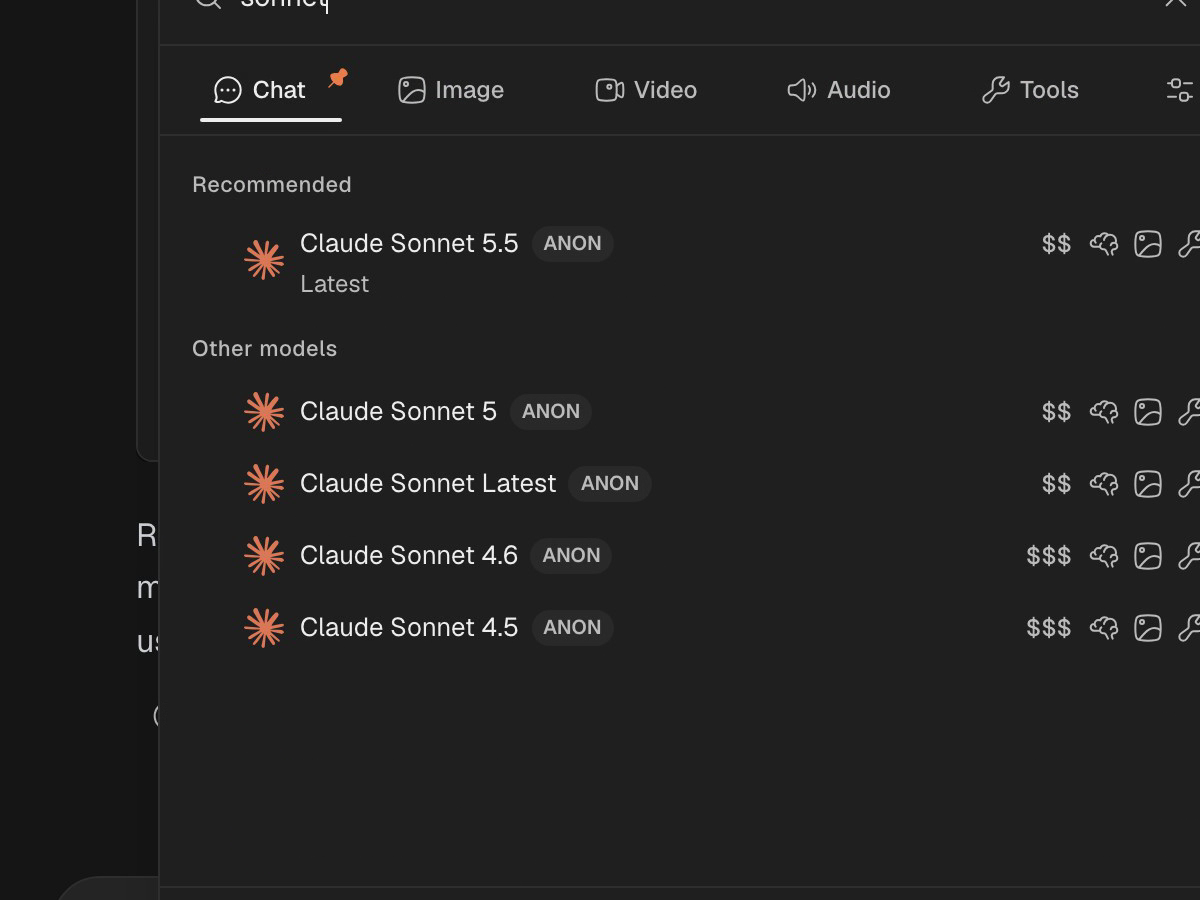 sonnet
Chat Image Video Audio Tools
Recommended
Claude Sonnet 5.5 ANON $$
Latest
Other models
Claude Sonnet 5 ANON $$
Claude Sonnet Latest ANON $$
Claude Sonnet 4.6 ANON $$$
Claude Sonnet 4.5 ANON $$$